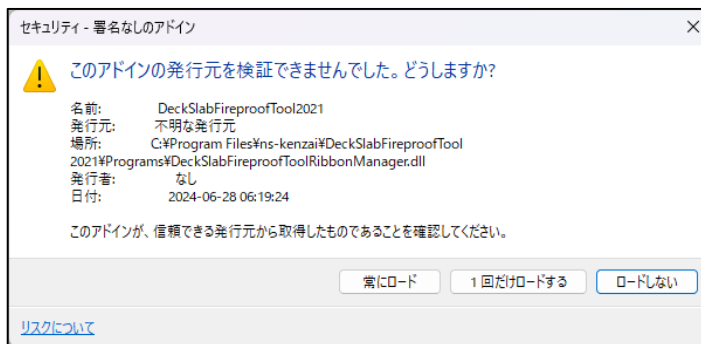 セキュリティ - 署名なしのアドイン
このアドインの発行元を検証できませんでした。どうしますか?
名前: DeckSlabFireproofTool2021
発行元: 不明な発行元
場所: C:¥Program Files¥ns-kenzai¥DeckSlabFireproofTool
2021¥Programs¥DeckSlabFireproofToolRibbonManager.dll
発行者: なし
日付: 2024-06-28 06:19:24
このアドインが、信頼できる発行元から取得したものであることを確認してください。
常にロード 1 回だけロードする ロードしない
リスクについて